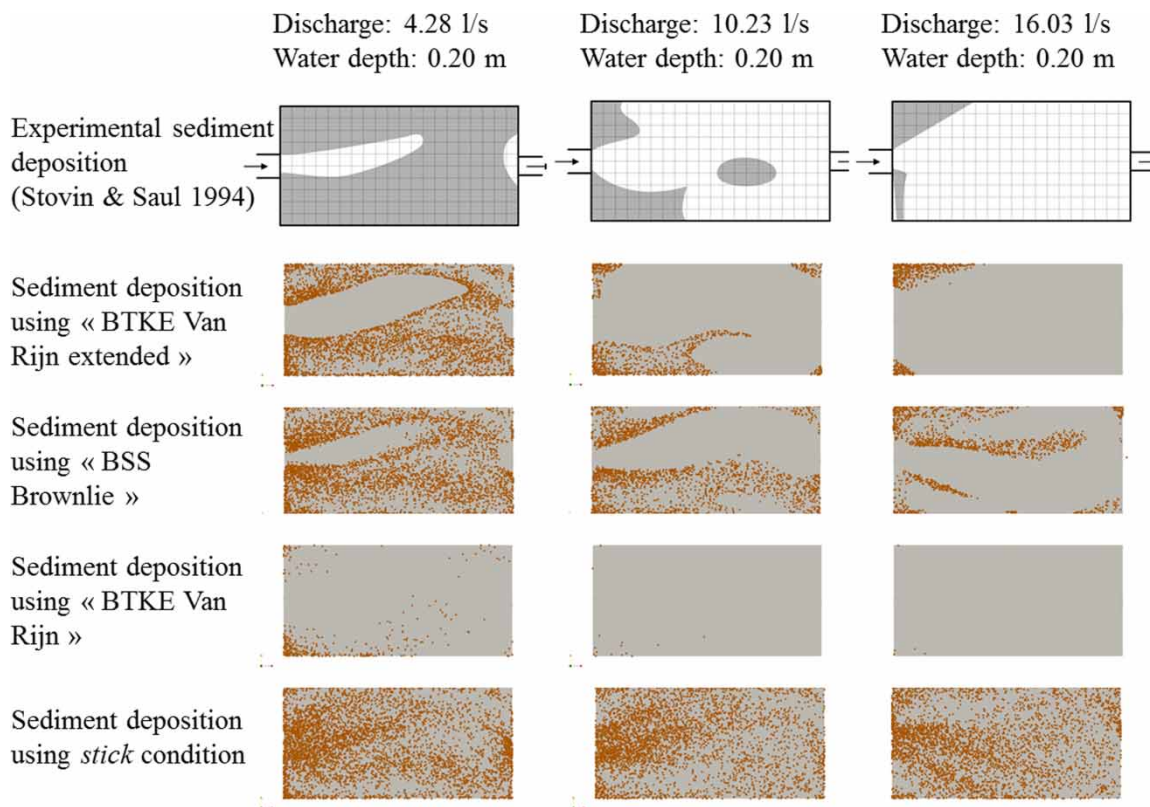 Discharge: 4.28 l/s
Water depth: 0.20 m
Discharge: 10.23 l/s
Water depth: 0.20 m
Discharge: 16.03 l/s
Water depth: 0.20 m
Experimental sediment
deposition
(Stovin & Saul 1994)
Sediment deposition
using « BTKE Van
Rijn extended »
Sediment deposition
using « BSS
Brownlie »
Sediment deposition
using « BTKE Van
Rijn »
Sediment deposition
using stick condition